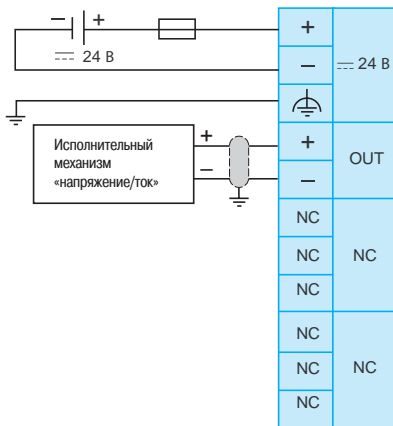 − + +
⎓ 24 В − ⎓ 24 В
Исполнительный + +
механизм OUT
«напряжение/ток» − −
NC
NC NC
NC
NC
NC NC
NC